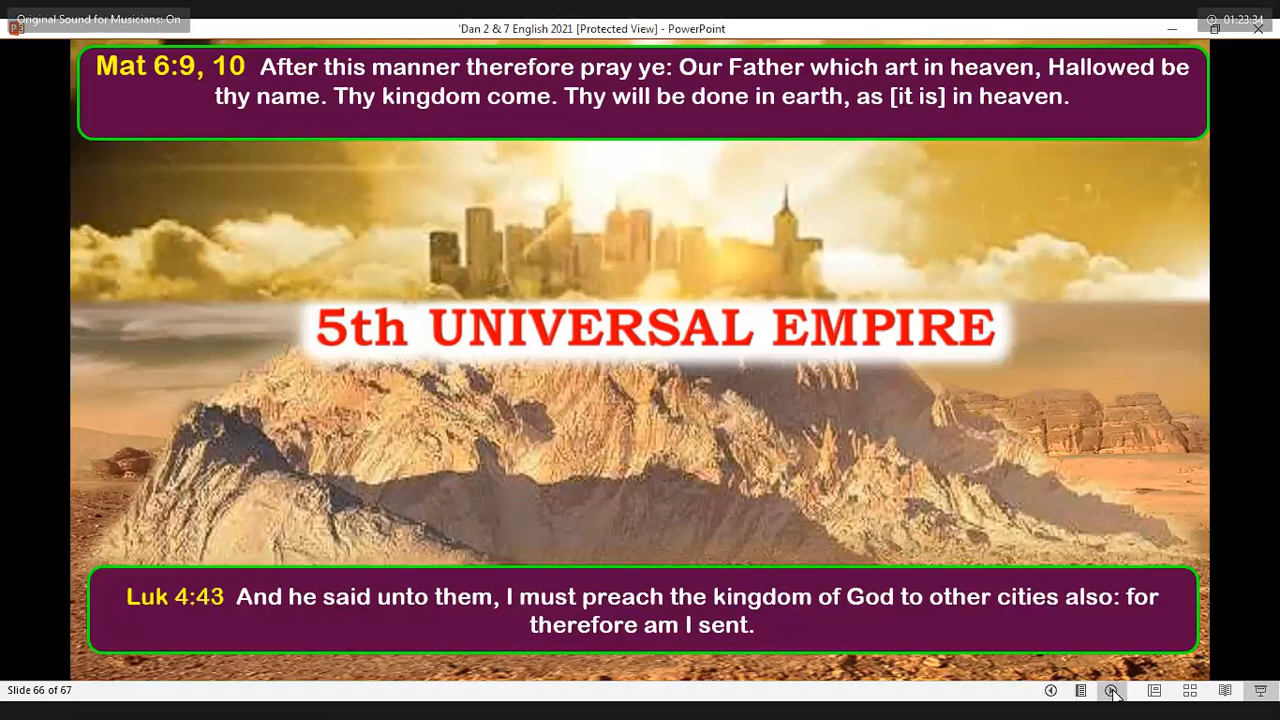 Original Sound for Musicians: On
'Dan 2 & 7 English 2021 [Protected View] - PowerPoint
01:23:34
Mat 6:9, 10 After this manner therefore pray ye: Our Father which art in heaven, Hallowed be
thy name. Thy kingdom come. Thy will be done in earth, as [it is] in heaven.
5th UNIVERSAL EMPIRE
Luk 4:43 And he said unto them, I must preach the kingdom of God to other cities also: for
therefore am I sent.
Slide 66 of 67